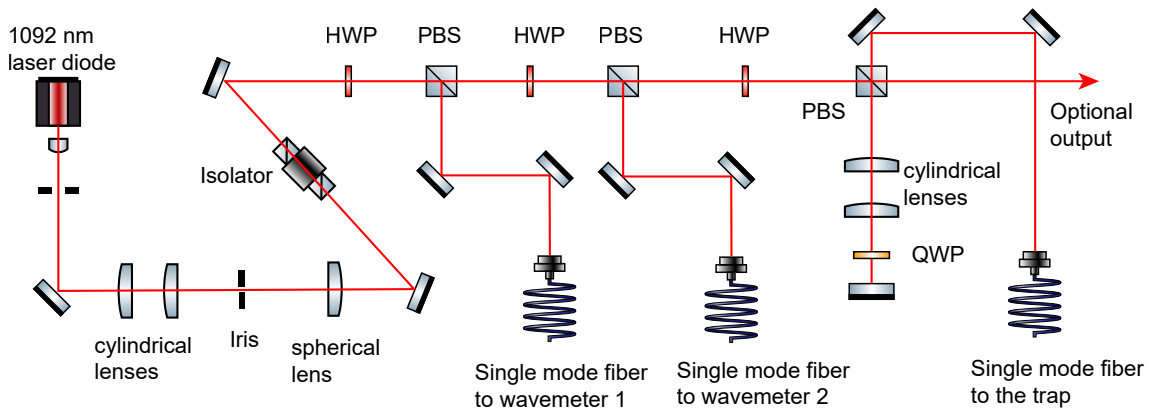 1092 nm
laser diode
HWP
PBS
HWP
PBS
HWP
PBS
Optional
output
Isolator
cylindrical
lenses
QWP
cylindrical
lenses
Iris
spherical
lens
Single mode fiber
to wavemeter 1
Single mode fiber
to wavemeter 2
Single mode fiber
to the trap